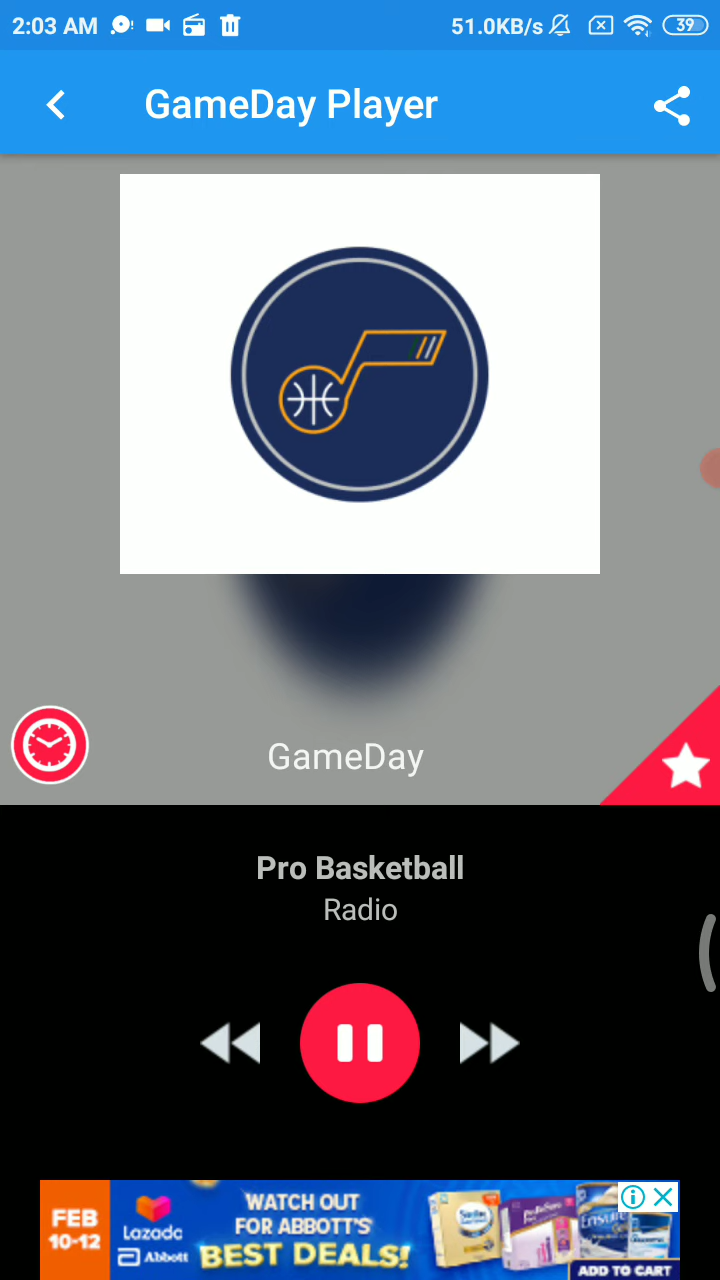 2:03 AM 51.0KB/s 39
GameDay Player
GameDay
Pro Basketball
Radio
FEB
10-12
Lazada
Abbott
WATCH OUT
FOR ABBOTT'S
BEST DEALS!
Ensure
ADD TO CART